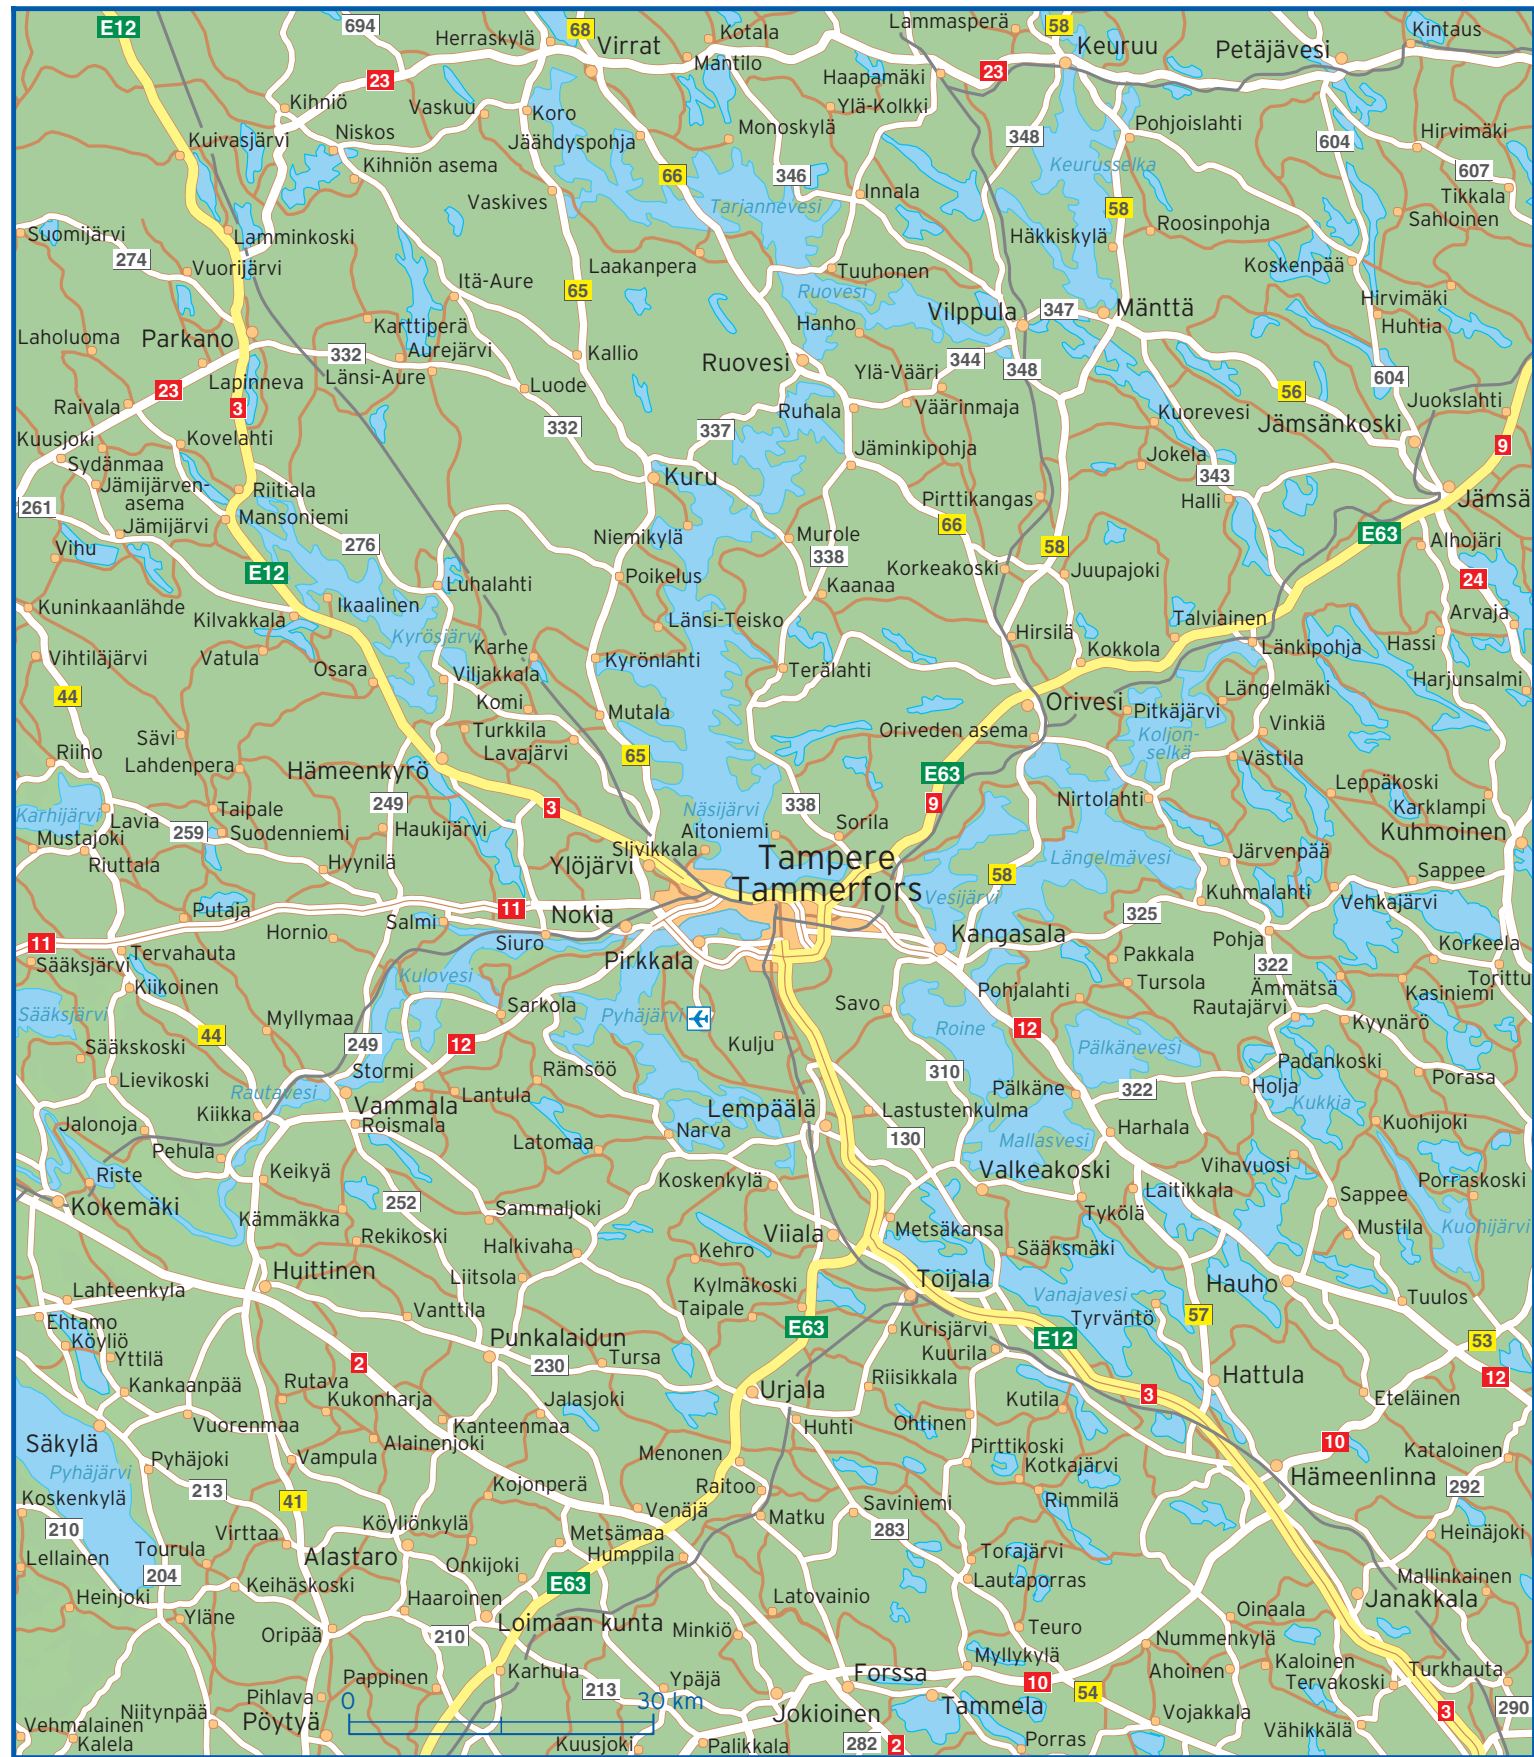 E12
694
68
58
Kintaus
Herraskylä
Virrat
Kotala
Lammasperä
Keuruu
Petäjävesi
Mantilo
23
Haapamäki
23
Kihniö
Vaskuu
Koro
Ylä-Kolkki
Pohjoislahti
Hirvimäki
Kuivasjärvi
Niskos
Jäähdyspohja
Monoskylä
348
604
Kihniön asema
66
346
Keurusselka
607
Tikkala
Vaskives
Tarjannevesi
Innala
58
Roosinpohja
Sahloinen
Suomijärvi
Lamminkoski
Häkkiskylä
274
Vuorijärvi
Itä-Aure
Laakanpera
Tuuhonen
Koskenpää
65
Ruovesi
Vilppula
347
Mänttä
Hirvimäki
Laholuoma
Parkano
Karttiperä
Hanho
Huhtia
332
Aurejärvi
Kallio
Ruovesi
344
348
Länsi-Aure
Ylä-Vääri
604
23
Lapinneva
Luode
56
Raivala
3
Ruhala
Väärinmaja
Kuorevesi
Juokslahti
Kuusjoki
Kovelahti
332
337
Jämsänkoski
9
Sydänmaa
Jäminkipohja
Jokela
Jämijärven-
asema
Riitiala
Kuru
343
261
Mansoniemi
Pirttikangas
Halli
Jämsä
Jämijärvi
66
Vihu
276
Niemikylä
Murole
58
E63
Alhojäri
E12
338
Luhalahti
Poikelus
Kaanaa
Korkeakoski
Juupajoki
24
Kuninkaanlähde
Ikaalinen
Kilvakkala
Länsi-Teisko
Talviainen
Arvaja
Kyrösjärvi
Hirsilä
Hassi
Vihtiläjärvi
Vatula
Karhe
Kokkola
Länkipohja
Osara
Viljakkala
Kyrönlahti
Terälahti
44
Harjunsalmi
Komi
Orivesi
Längelmäki
Mutala
Pitkäjärvi
Turkkila
Oriveden asema
Vinkiä
Sävi
Lavajärvi
Koljon-
selkä
Riiho
Lahdenpera
Hämeenkyrö
65
E63
Västila
Leppäkoski
Karhijärvi
Taipale
249
3
Näsijärvi
338
9
Nirtolahti
Karklampi
Lavia
Suodenniemi
Haukijärvi
Aitoniemi
Sorila
Kuhmoinen
Mustajoki
259
Riuttala
Hyynilä
Sljvikkala
Ylöjärvi
Tampere
Längelmävesi
Järvenpää
58
Sappee
Tammerfors
Vesijärvi
Kuhmalahti
Putaja
11
Nokia
325
Vehkajärvi
Hornio
Salmi
Siuro
Kangasala
Pohja
11
Tervahauta
Pirkkala
Pakkala
Korkeela
Sääksjärvi
322
Kiikoinen
Kulovesi
Tursola
Ämmätsä
Torittu
Sarkola
Pohjalahti
Kasiniemi
Sääksjärvi
Pyhäjärvi
Savo
Rautajärvi
44
Myllymaa
12
Kyynärö
Roine
249
12
Kulju
Pälkänevesi
Sääkskoski
Padankoski
Stormi
Rämsöö
310
Lievikoski
Pälkäne
322
Holja
Porasa
Rautavesi
Vammala
Lantula
Kukkia
Kiikka
Lempäälä
Lastustenkulma
Jalonoja
Roismala
Kuohijoki
Narva
Harhala
Pehula
Latomaa
130
Mallasvesi
Riste
Keikyä
Valkeakoski
Vihavuosi
Koskenkylä
Porraskoski
Kokemäki
252
Laitikkala
Sappee
Kämmäkka
Sammaljoki
Tykölä
Metsäkansa
Mustila
Kuohijärvi
Rekikoski
Viiala
Halkivaha
Kehro
Sääksmäki
Huittinen
Liitsola
Kylmäkoski
Toijala
Hauho
Lahteenkyla
Vanajavesi
Taipale
Tuulos
Vanttila
Tyrväntö
57
Ehtamo
E63
Kurisjärvi
E12
Köyliö
Punkalaidun
53
Yttilä
2
230
Tursa
Kuurila
Kankaanpää
Rutava
Urjala
Riisikkala
Hattula
12
Kukonharja
Jalasjoki
Kutila
3
Eteläinen
Vuorenmaa
Kanteenmaa
Huhti
Ohtinen
Säkylä
Alainenjoki
10
Pyhäjoki
Vampula
Menonen
Pirttikoski
Kataloinen
Pyhäjärvi
Kotkajärvi
Kojonperä
Raitoo
Hämeenlinna
Koskenkylä
213
41
Rimmilä
292
Venäjä
Saviniemi
210
Köyliönkylä
Matku
Virttaa
Metsämaa
283
Heinäjoki
Lellainen
Tourula
Alastaro
Humppila
Torajärvi
204
Onkijoki
Keihäskoski
E63
Lautaporras
Mallinkainen
Heinjoki
Haaroinen
Latovainio
Janakkala
Yläne
Loimaan kunta
Oinaala
Oripää
210
Minkiö
Teuro
Nummenkylä
Myllykylä
Kaloinen
Pappinen
Karhula
Ypäjä
Forssa
Ahoinen
Turkhauta
213
10
Tervakoski
Pihlava
0
30 km
54
Niitynpää
Tammela
3
290
Pöytyä
Jokioinen
Vojakkala
Vehmalainen
Vähikkälä
Kalela
Kuusjoki
Palikkala
282
2
Porras